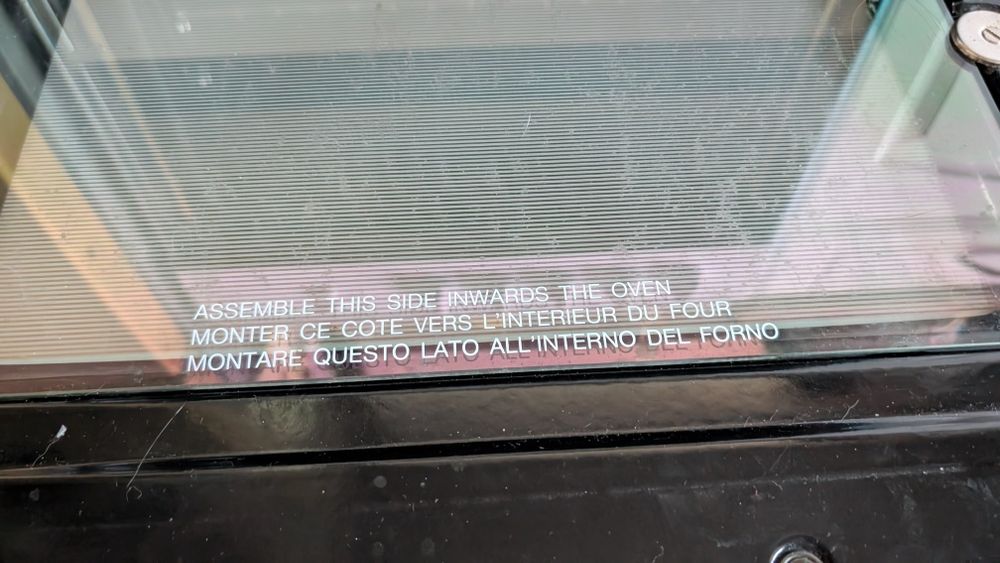 ASSEMBLE THIS SIDE INWARDS THE OVEN
MONTER CE COTE VERS L'INTERIEUR DU FOUR
MONTARE QUESTO LATO ALL'INTERNO DEL FORNO